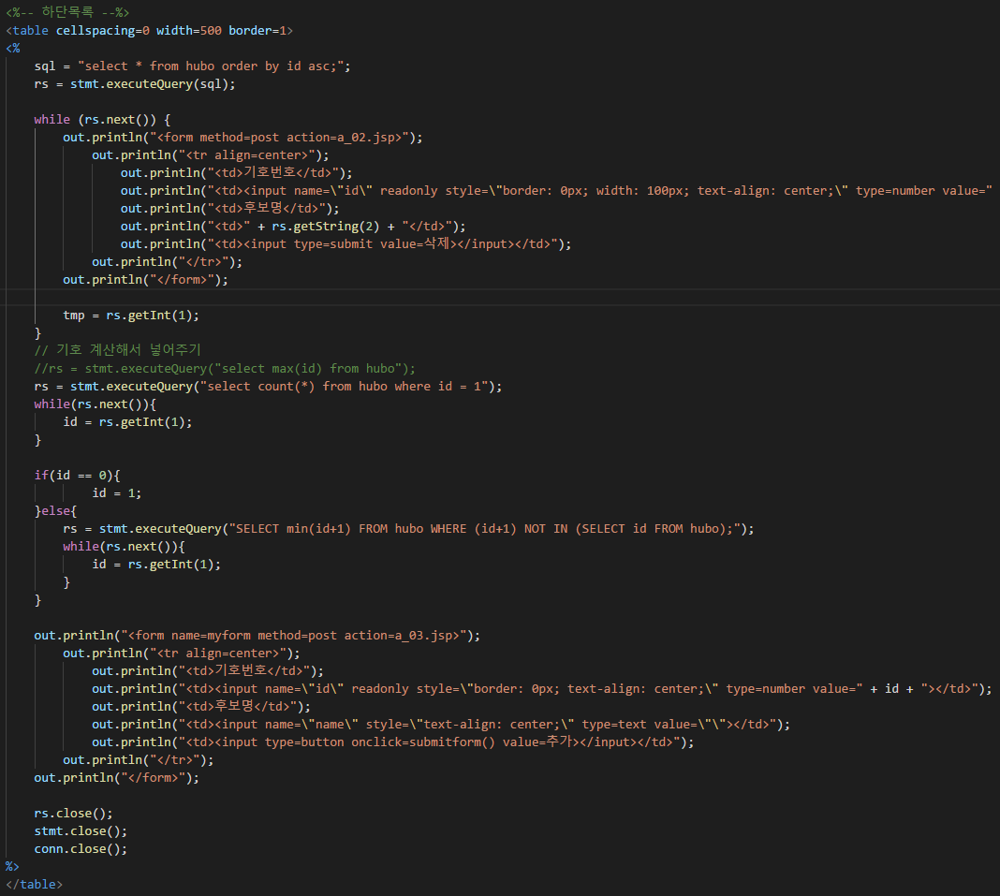 <%-- 하단목록 --%>
<table cellspacing=0 width=500 border=1>
<%
sql = "select * from hubo order by id asc;";
rs = stmt.executeQuery(sql);
while (rs.next()) {
out.println("<form method=post action=a_02.jsp>");
out.println("<tr align=center>");
out.println("<td>기호번호</td>");
out.println("<td><input name=\"id\" readonly style=\"border: 0px; width: 100px; text-align: center;\" type=number value="
out.println("<td>후보명</td>");
out.println("<td>" + rs.getString(2) + "</td>");
out.println("<td><input type=submit value=삭제></input></td>");
out.println("</tr>");
out.println("</form>");
tmp = rs.getInt(1);
}
// 기호 계산해서 넣어주기
//rs = stmt.executeQuery("select max(id) from hubo");
rs = stmt.executeQuery("select count(*) from hubo where id = 1");
while(rs.next()){
id = rs.getInt(1);
}
if(id == 0){
id = 1;
}else{
rs = stmt.executeQuery("SELECT min(id+1) FROM hubo WHERE (id+1) NOT IN (SELECT id FROM hubo);");
while(rs.next()){
id = rs.getInt(1);
}
}
out.println("<form name=myform method=post action=a_03.jsp>");
out.println("<tr align=center>");
out.println("<td>기호번호</td>");
out.println("<td><input name=\"id\" readonly style=\"border: 0px; text-align: center;\" type=number value=" + id + "></td>");
out.println("<td>후보명</td>");
out.println("<td><input name=\"name\" style=\"text-align: center;\" type=text value=\"\"></td>");
out.println("<td><input type=button onclick=submitform() value=추가></input></td>");
out.println("</tr>");
out.println("</form>");
rs.close();
stmt.close();
conn.close();
%>
</table>